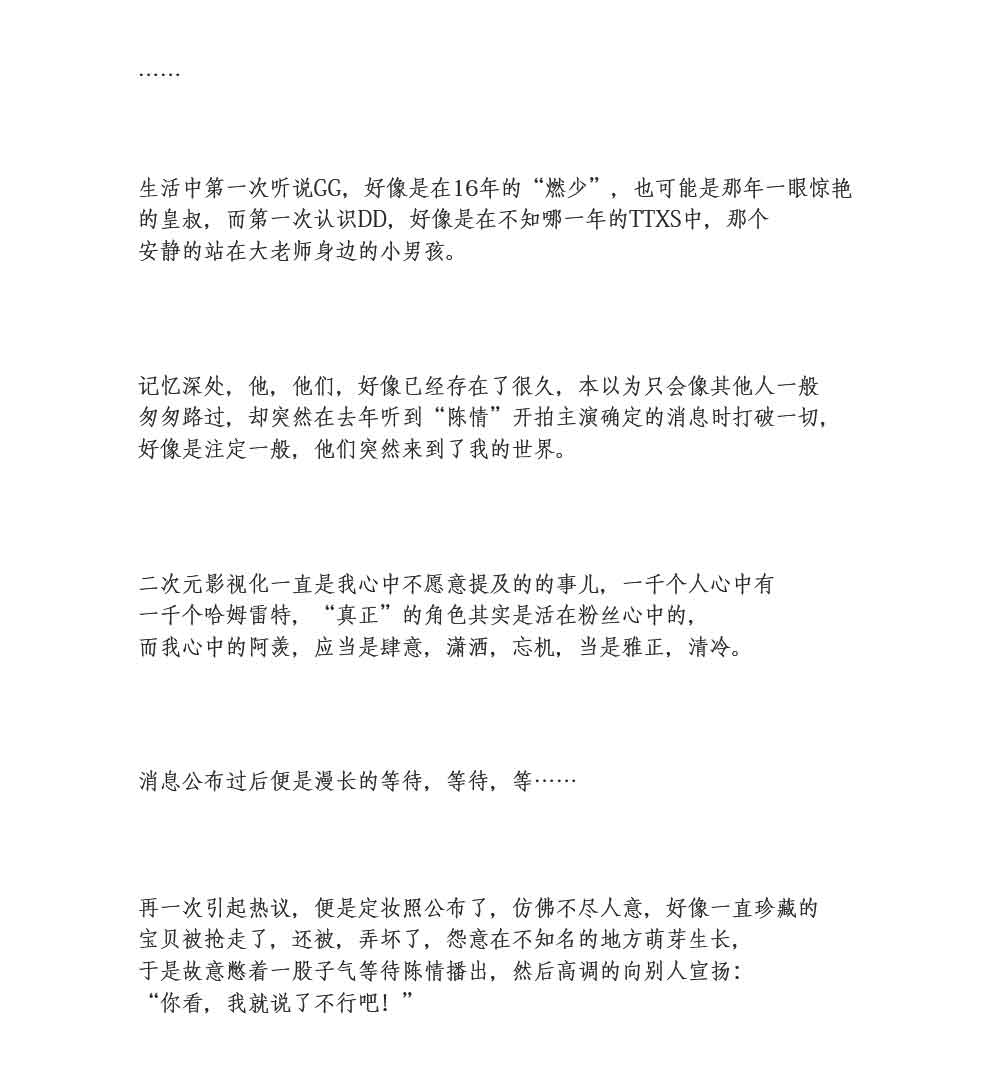 ……
生活中第一次听说GG，好像是在16年的“燃少”，也可能是那年一眼惊艳
的皇叔，而第一次认识DD，好像是在不知哪一年的TTXS中，那个
安静的站在大老师身边的小男孩。
记忆深处，他，他们，好像已经存在了很久，本以为只会像其他人一般
匆匆路过，却突然在去年听到“陈情”开拍主演确定的消息时打破一切，
好像是注定一般，他们突然来到了我的世界。
二次元影视化一直是我心中不愿意提及的的事儿，一千个人心中有
一千个哈姆雷特，“真正”的角色其实是活在粉丝心中的，
而我心中的阿羡，应当是肆意，潇洒，忘机，当是雅正，清冷。
消息公布过后便是漫长的等待，等待，等……
再一次引起热议，便是定妆照公布了，仿佛不尽人意，好像一直珍藏的
宝贝被抢走了，还被，弄坏了，怨意在不知名的地方萌芽生长，
于是故意憋着一股子气等待陈情播出，然后高调的向别人宣扬：
“你看，我就说了不行吧！”